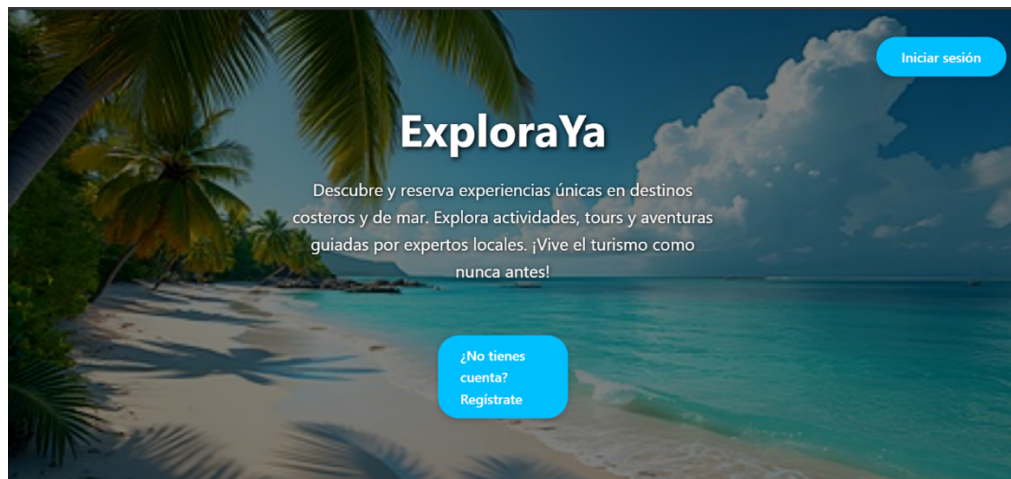 Iniciar sesión
ExploraYa
Descubre y reserva experiencias únicas en destinos
costeros y de mar. Explora actividades, tours y aventuras
guiadas por expertos locales. ¡Vive el turismo como
nunca antes!
¿No tienes
cuenta?
Regístrate